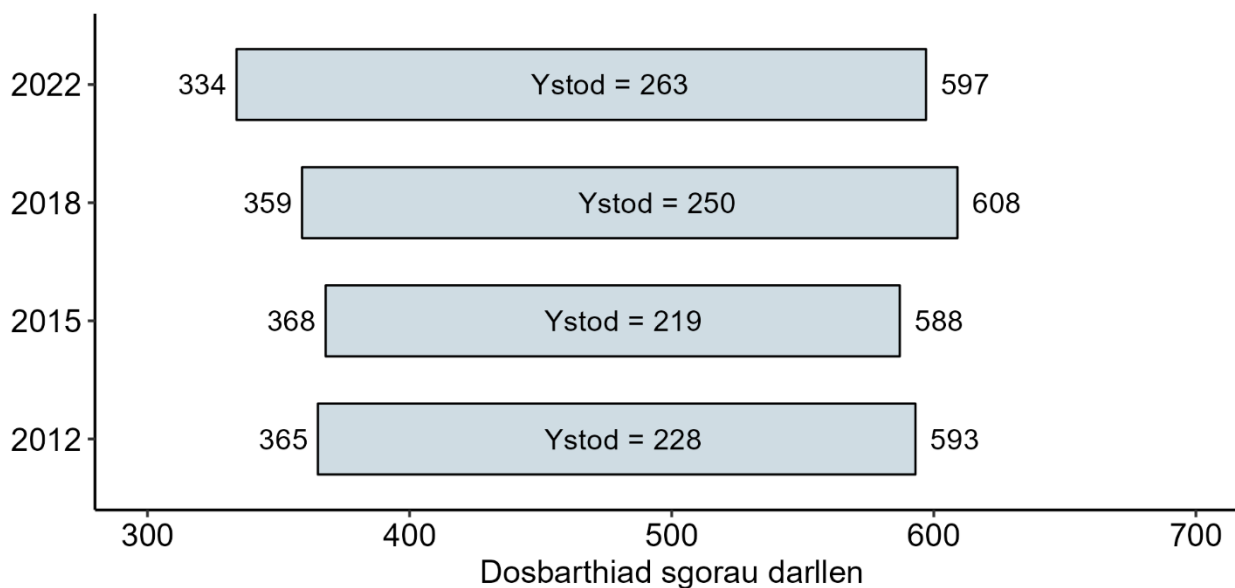 2022 334 Ystod = 263 597
2018 359 Ystod = 250 608
2015 368 Ystod = 219 588
2012 365 Ystod = 228 593
300 400 500 600 700
Dosbarthiad sgorau darllen